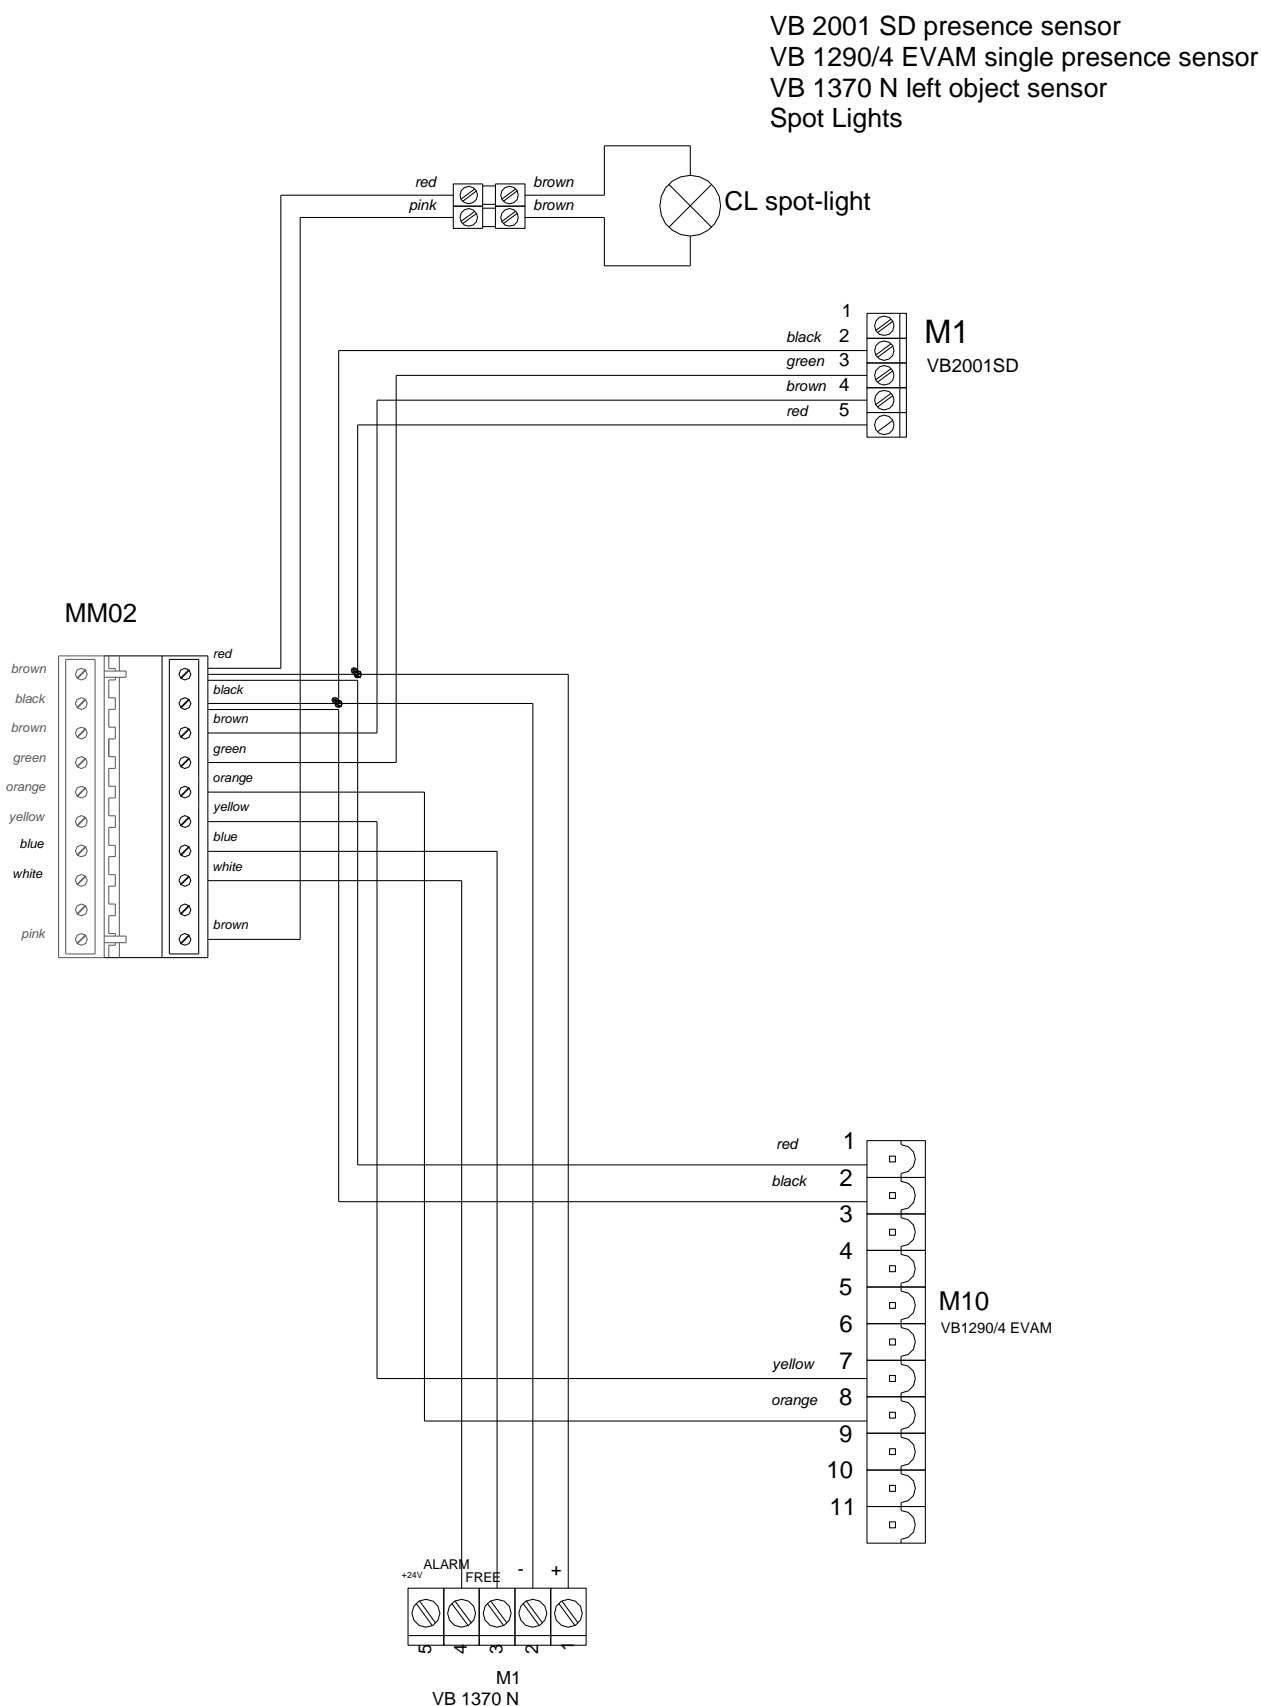 VB 2001 SD presence sensor
VB 1290/4 EVAM single presence sensor
VB 1370 N left object sensor
Spot Lights
red
brown
pink
brown
CL spot-light
1
black 2
green 3
brown 4
red 5
M1
VB2001SD
MM02
brown
black
brown
green
orange
yellow
blue
white
pink
red
black
brown
green
orange
yellow
blue
white
brown
red 1
black 2
3
4
5
6
yellow 7
orange 8
9
10
11
M10
VB1290/4 EVAM
+24V
ALARM
FREE
-
+
5
4
3
2
1
M1
VB 1370 N